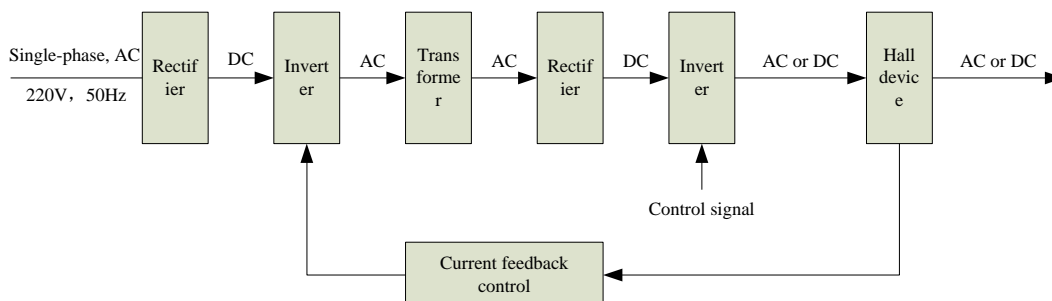 Single-phase, AC
220V，50Hz
Rectif
ier
DC
Invert
er
AC
Trans
forme
r
AC
Rectif
ier
DC
Invert
er
AC or DC
Hall
devic
e
AC or DC
Control signal
Current feedback
control